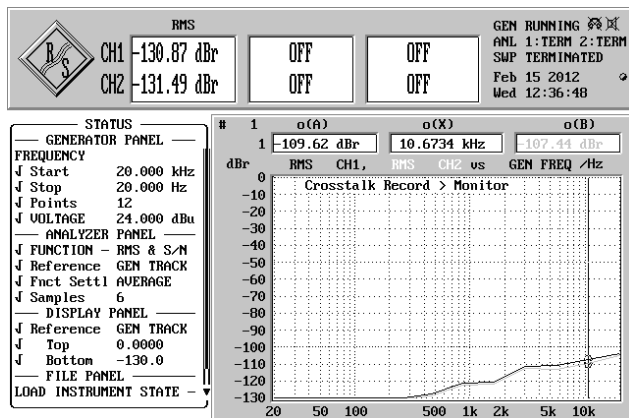 RMS
CH1 -130.87 dBr OFF OFF
CH2 -131.49 dBr OFF OFF
GEN RUNNING
ANL 1:TERM 2:TERM
SWP TERMINATED
Feb 15 2012
Wed 12:36:48
R
S
STATUS
GENERATOR PANEL
FREQUENCY
Start 20.000 kHz
Stop 20.000 Hz
Points 12
VOLTAGE 24.000 dBu
ANALYZER PANEL
FUNCTION - RMS & S/N
Reference GEN TRACK
Fnct Settl AVERAGE
Samples 6
DISPLAY PANEL
Reference GEN TRACK
Top 0.0000
Bottom -130.0
FILE PANEL
LOAD INSTRUMENT STATE -
# 1 o(A) o(X) o(B)
1 -109.62 dBr 10.6734 kHz -107.44 dBr
dBr RMS CH1, RMS CH2 vs GEN FREQ /Hz
Crosstalk Record > Monitor
0
-10
-20
-30
-40
-50
-60
-70
-80
-90
-100
-110
-120
-130
20 50 100 500 1k 2k 5k 10k